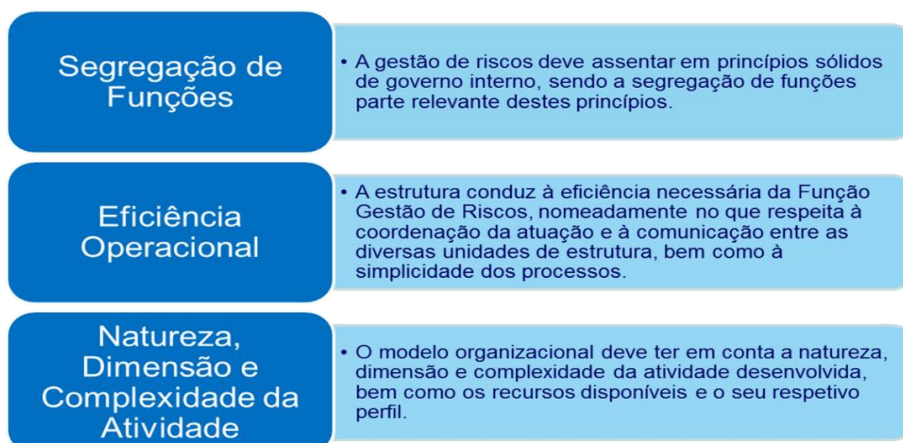 Segregação de
Funções
• A gestão de riscos deve assentar em princípios sólidos
de governo interno, sendo a segregação de funções
parte relevante destes princípios.
Eficiência
Operacional
• A estrutura conduz à eficiência necessária da Função
Gestão de Riscos, nomeadamente no que respeita à
coordenação da atuação e à comunicação entre as
diversas unidades de estrutura, bem como à
simplicidade dos processos.
Natureza,
Dimensão e
Complexidade da
Atividade
• O modelo organizacional deve ter em conta a natureza,
dimensão e complexidade da atividade desenvolvida,
bem como os recursos disponíveis e o seu respetivo
perfil.